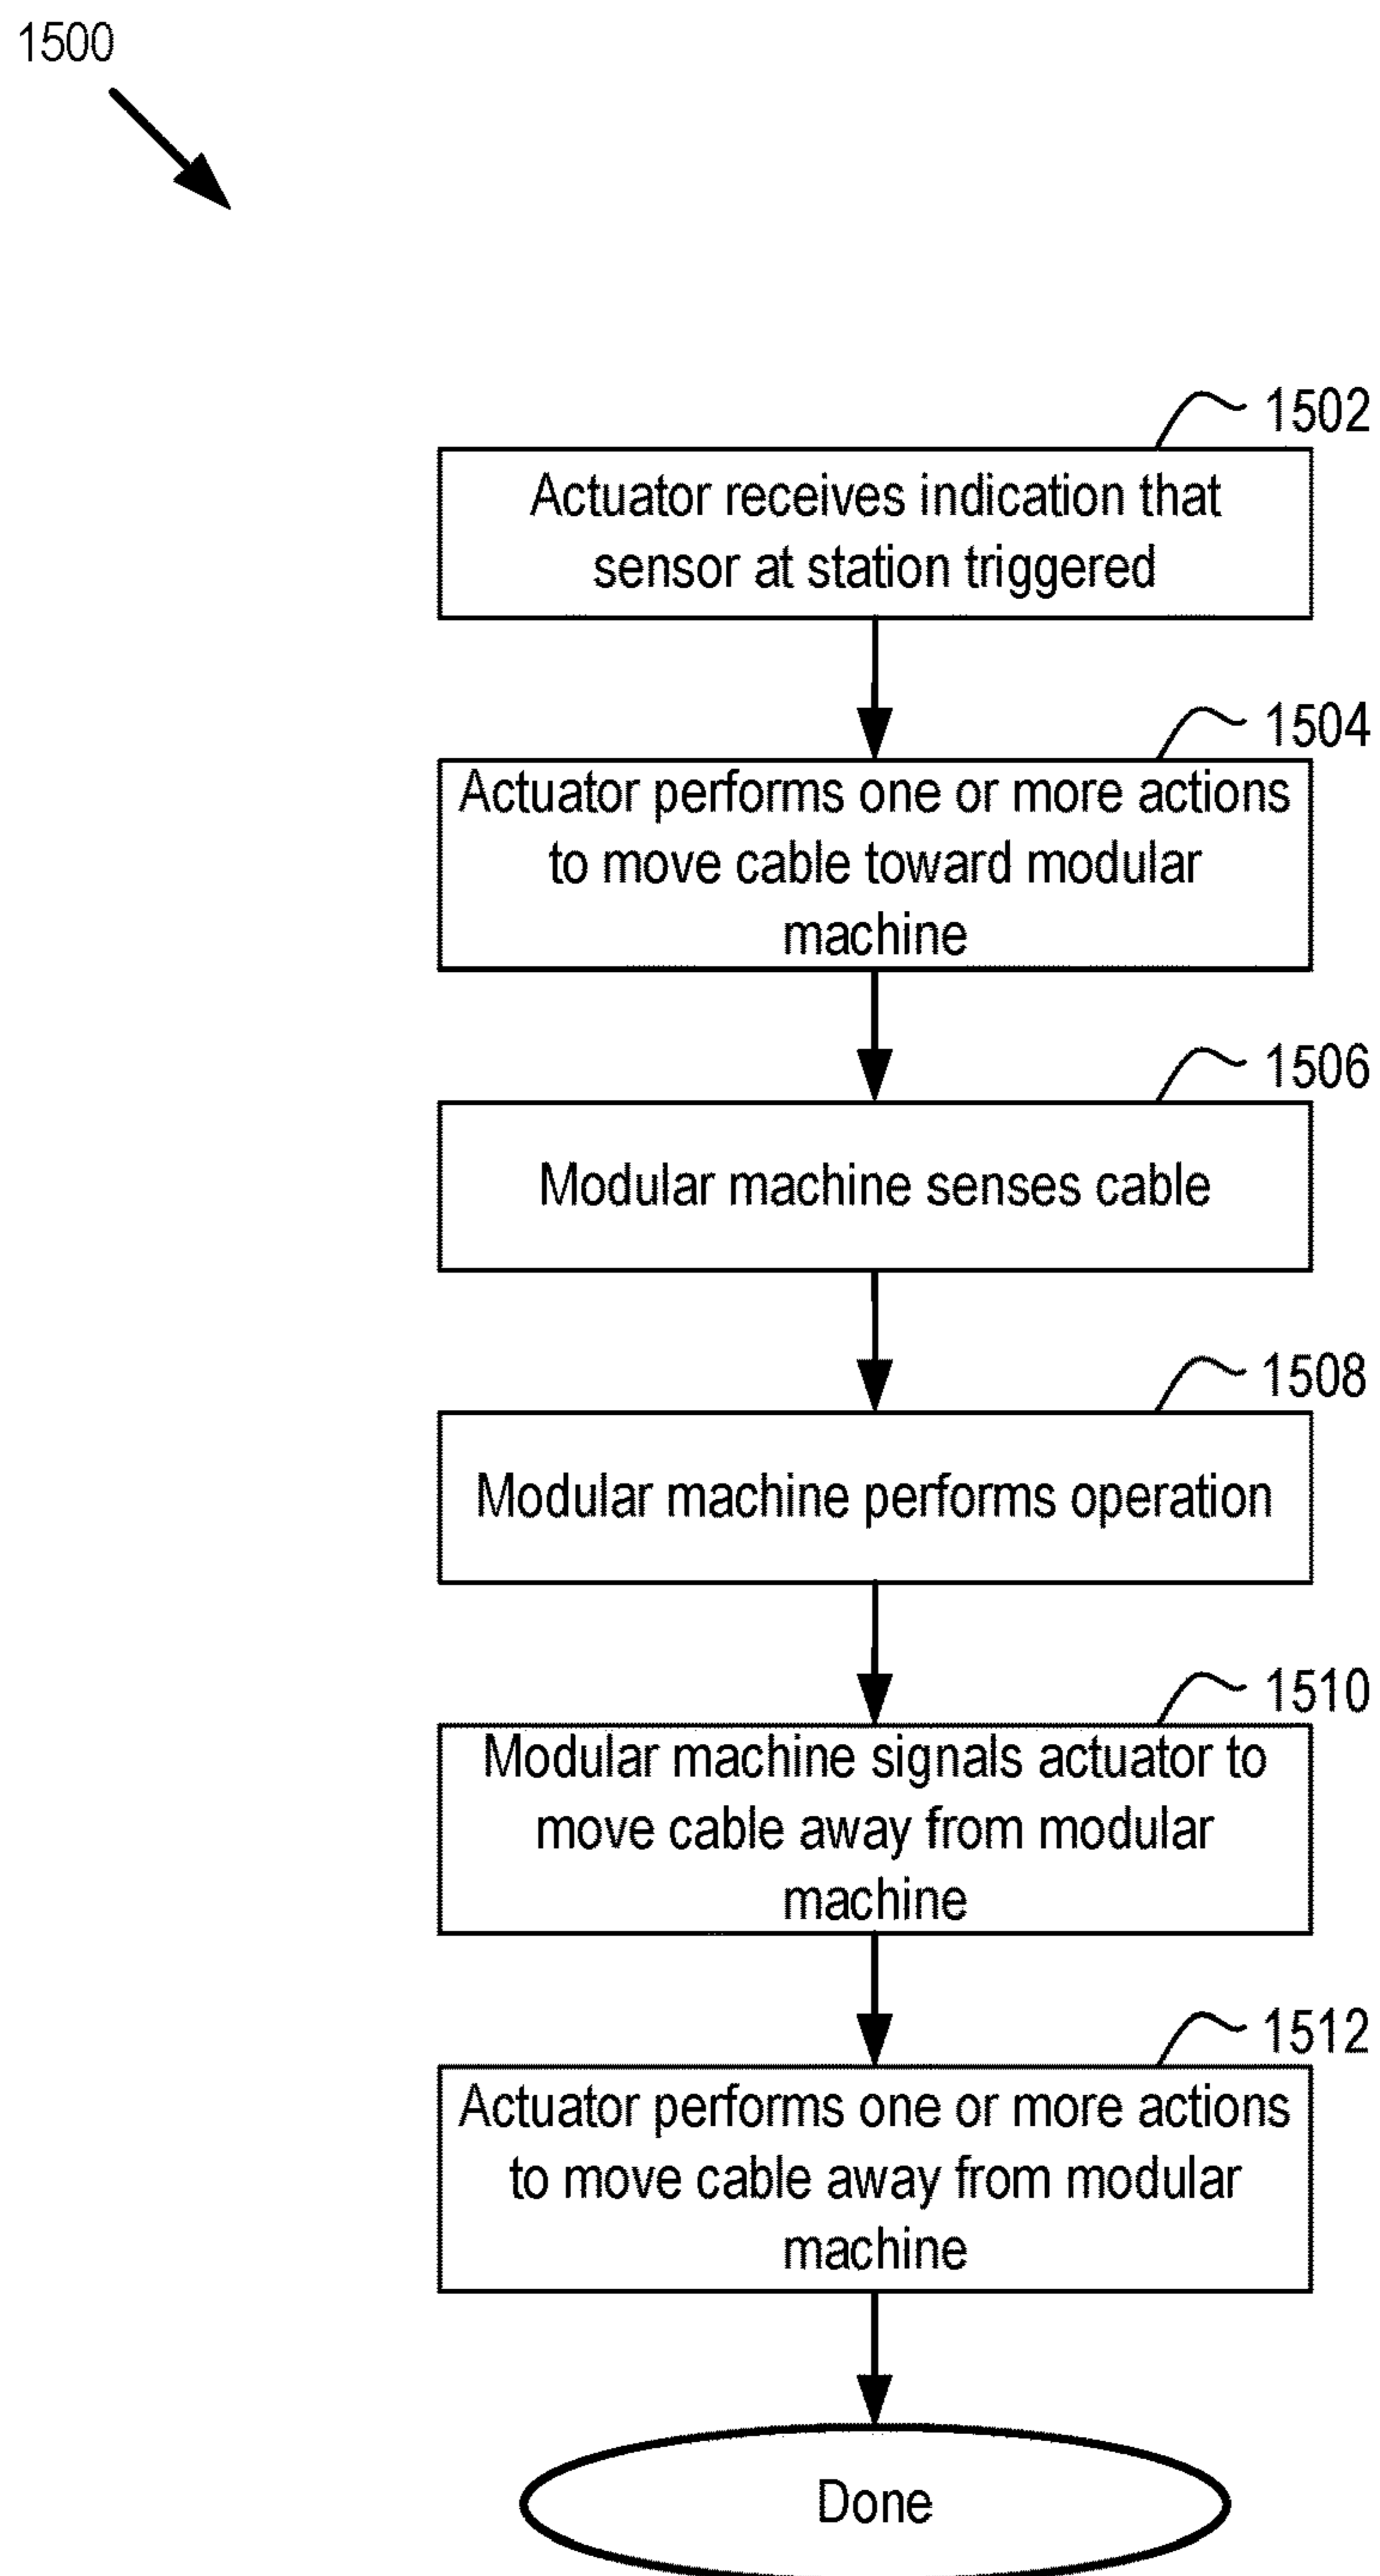 1500
1502
Actuator receives indication that
sensor at station triggered
1504
Actuator performs one or more actions
to move cable toward modular
machine
1506
Modular machine senses cable
1508
Modular machine performs operation
1510
Modular machine signals actuator to
move cable away from modular
machine
1512
Actuator performs one or more actions
to move cable away from modular
machine
Done